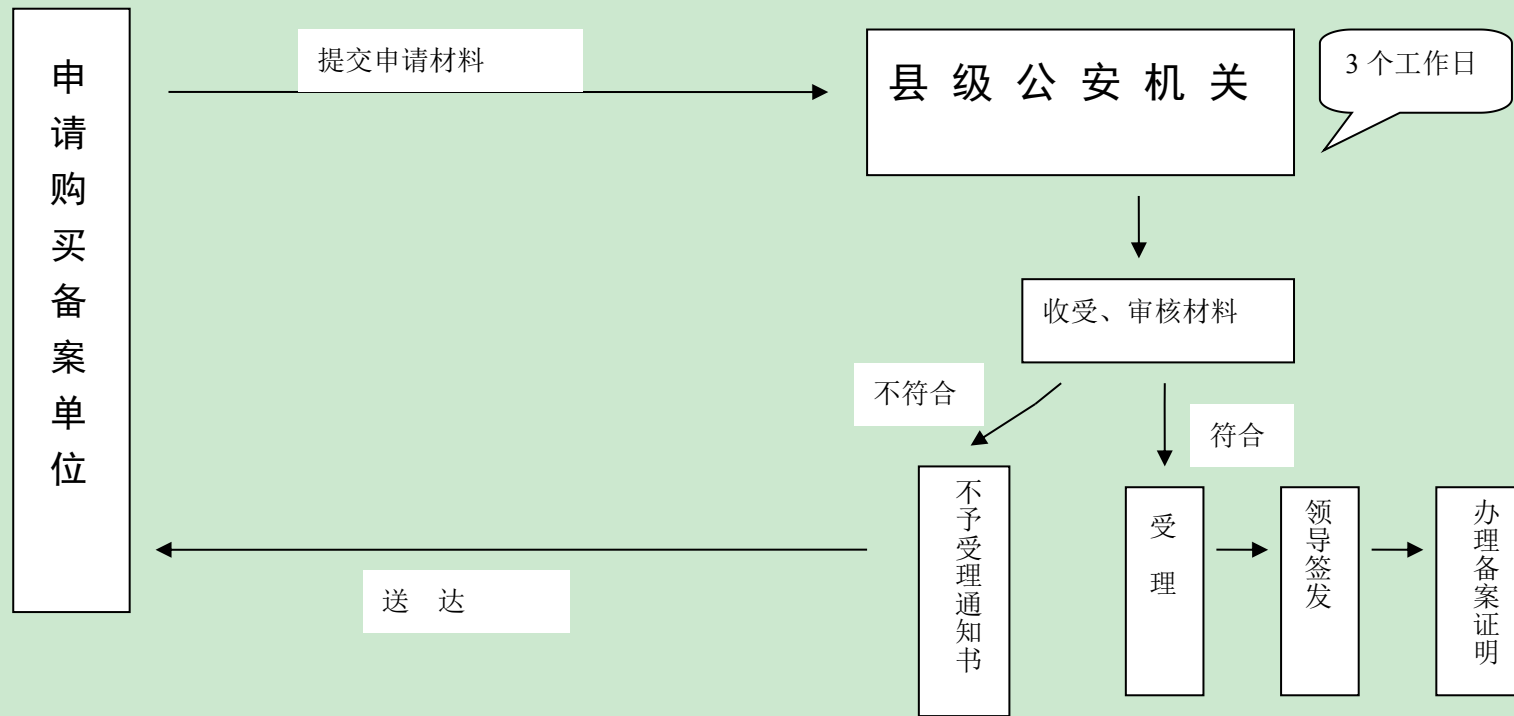 申请购买备案单位
提交申请材料
县级公安机关
3个工作日
收受、审核材料
不符合
符合
不予受理通知书
受理
领导签发
办理备案证明
送 达